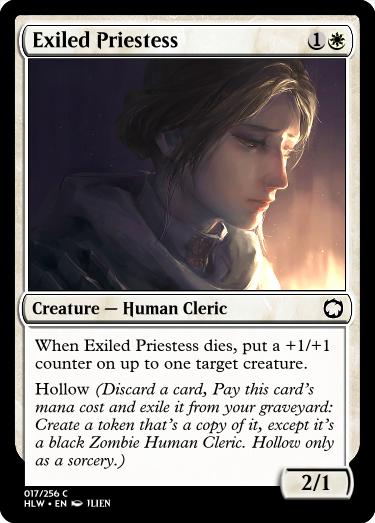 Exiled Priestess 1
Creature — Human Cleric
When Exiled Priestess dies, put a +1/+1
counter on up to one target creature.
Hollow (Discard a card, Pay this card's
mana cost and exile it from your graveyard:
Create a token that's a copy of it, except it's
a black Zombie Human Cleric. Hollow only
as a sorcery.)
2/1
017/256 C
HLW • EN ILIEN